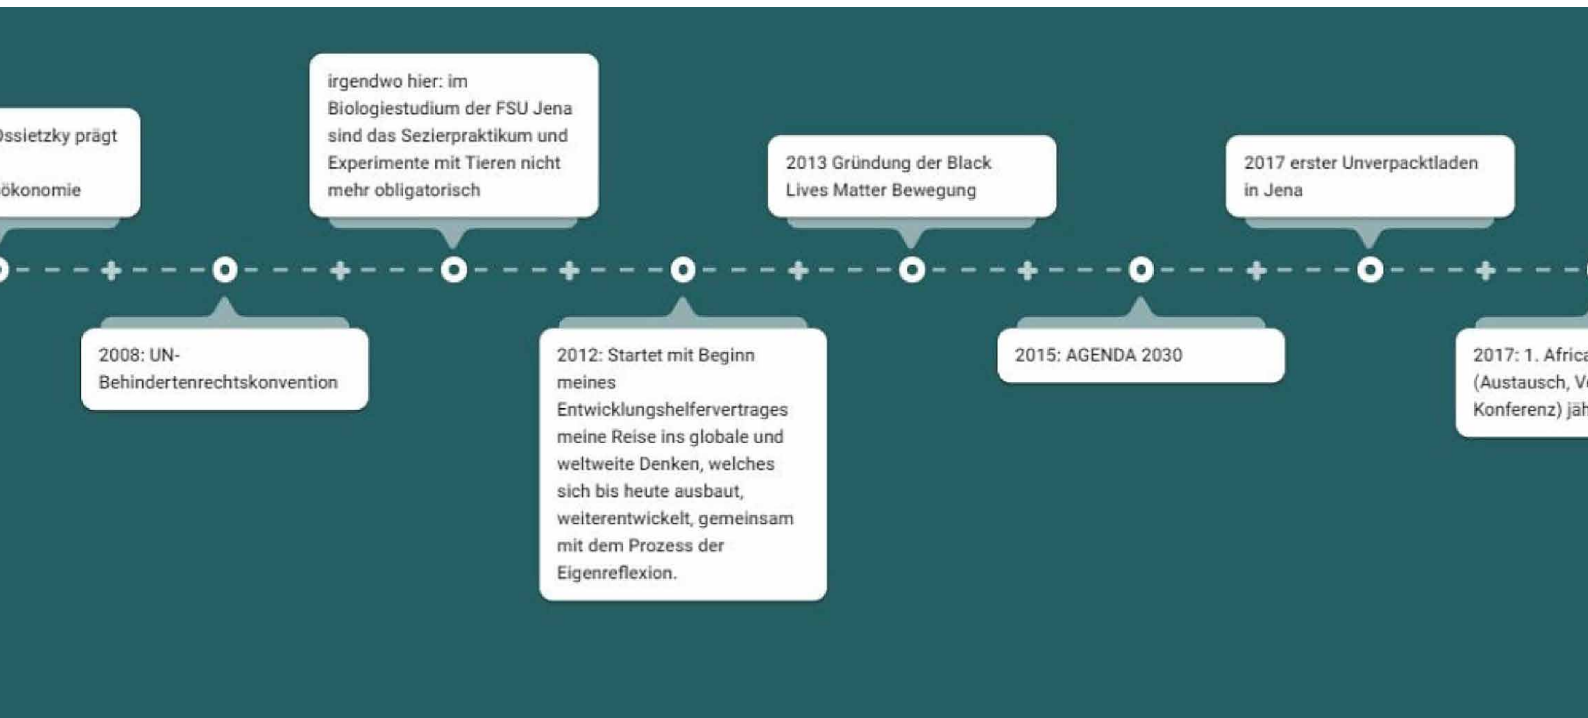 Ossietzky prägt
ökonomie
2008: UN-
Behindertenrechtskonvention
irgendwo hier: im
Biologiestudium der FSU Jena
sind das Sezierpraktikum und
Experimente mit Tieren nicht
mehr obligatorisch
2012: Startet mit Beginn
meines
Entwicklungshelfervertrages
meine Reise ins globale und
weltweite Denken, welches
sich bis heute ausbaut,
weiterentwickelt, gemeinsam
mit dem Prozess der
Eigenreflexion.
2013 Gründung der Black
Lives Matter Bewegung
2015: AGENDA 2030
2017 erster Unverpacktladen
in Jena
2017: 1. Africa
(Austausch,
Konferenz)